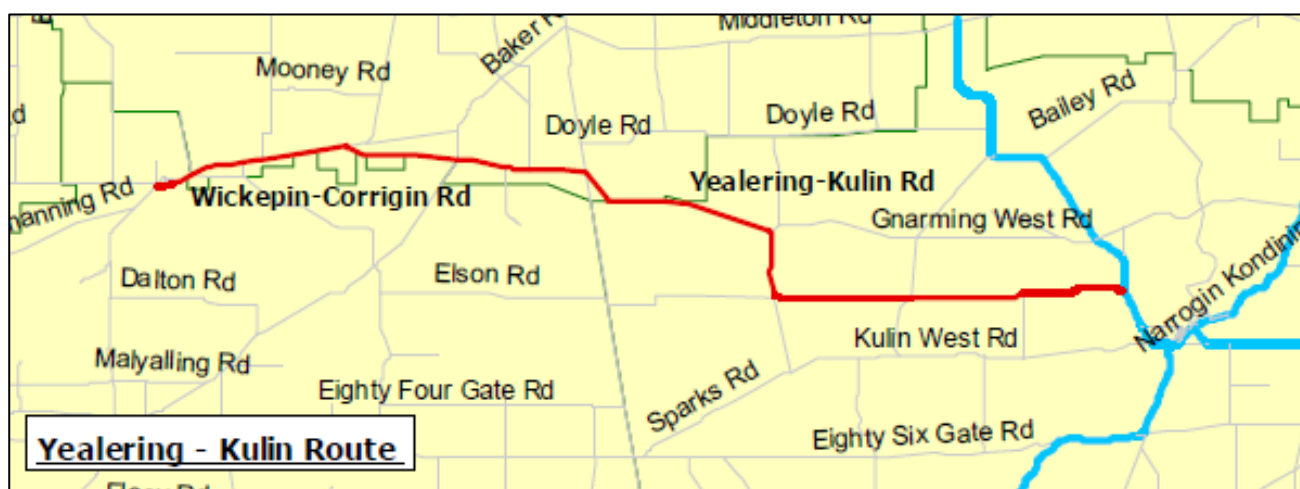 Middleton Rd
Baker R
Mooney Rd
Bailey Rd
Doyle Rd
Doyle Rd
Wickepin-Corrigin Rd
Yealering-Kulin Rd
Gnarming West Rd
Narrogin Kondinin
Dalton Rd
Elson Rd
Kulin West Rd
Malyalling Rd
Eighty Four Gate Rd
Sparks Rd
Eighty Six Gate Rd
Yealering - Kulin Route